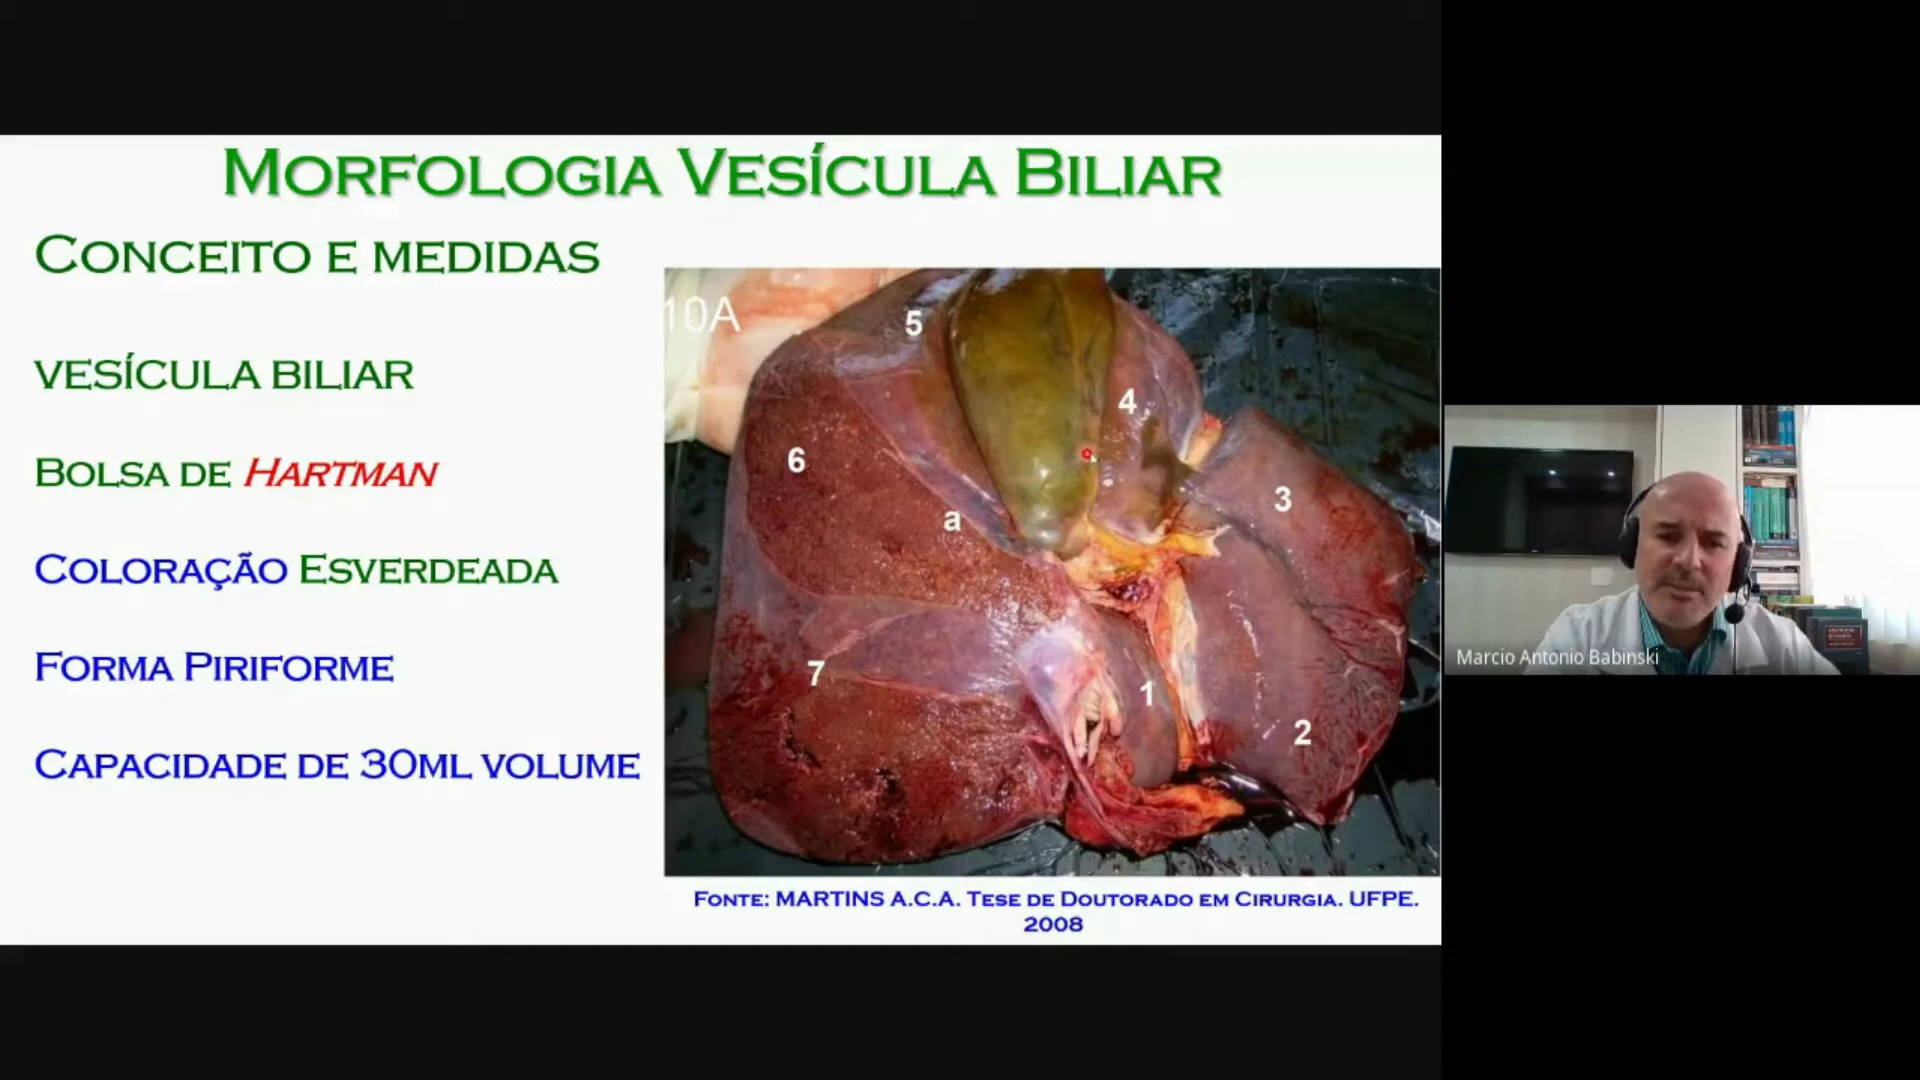 MORFOLOGIA VESÍCULA BILIAR
CONCEITO E MEDIDAS
VESÍCULA BILIAR
BOLSA DE HARTMAN
COLORAÇÃO ESVERDEADA
FORMA PIRIFORME
CAPACIDADE DE 30ML VOLUME
10A
5
4
6
3
a
7
1
2
FONTE: MARTINS A.C.A. TESE DE DOUTORADO EM CIRURGIA. UFPE.
2008
Marcio Antonio Babinski